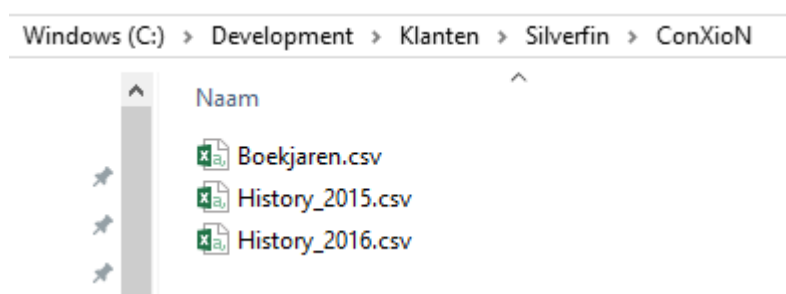 Windows (C:) > Development > Klanten > Silverfin > ConXioN
Naam
Boekjaren.csv
History_2015.csv
History_2016.csv